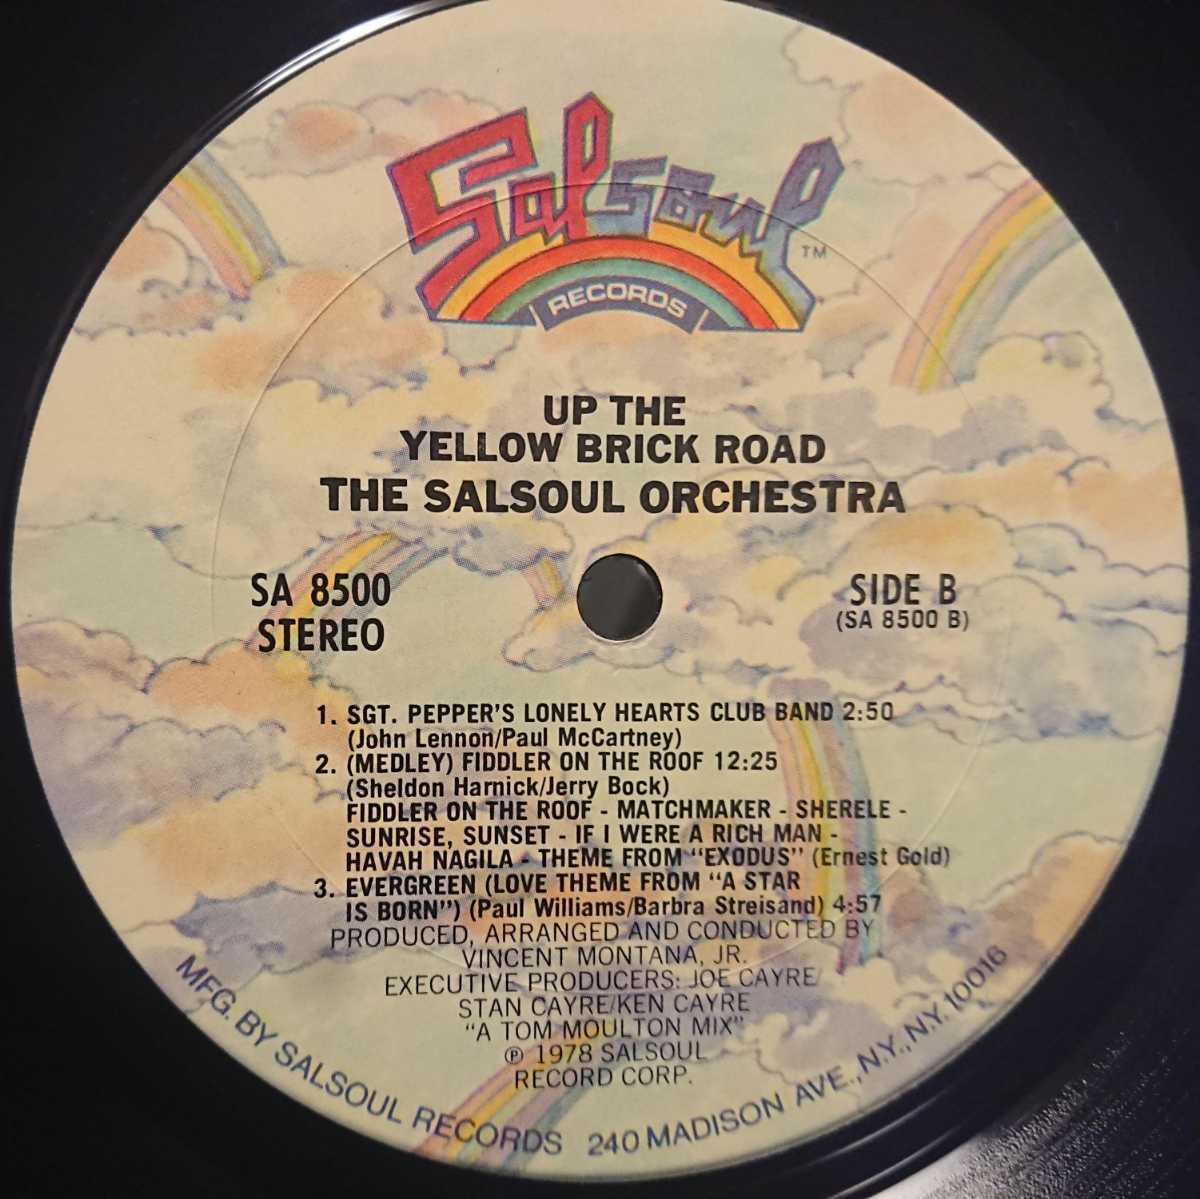 Salsoul TM
RECORDS
UP THE
YELLOW BRICK ROAD
THE SALSOUL ORCHESTRA
SA 8500
STEREO
SIDE B
(SA 8500 B)
1. SGT. PEPPER'S LONELY HEARTS CLUB BAND 2:50
(John Lennon/Paul McCartney)
2. (MEDLEY) FIDDLER ON THE ROOF 12:25
(Sheldon Harnick/Jerry Bock)
FIDDLER ON THE ROOF - MATCHMAKER - SHERELE -
SUNRISE, SUNSET - IF I WERE A RICH MAN -
HAVAH NAGILA - THEME FROM "EXODUS" (Ernest Gold)
3. EVERGREEN (LOVE THEME FROM "A STAR
IS BORN") (Paul Williams/Barbra Streisand) 4:57
PRODUCED, ARRANGED AND CONDUCTED BY
VINCENT MONTANA, JR.
EXECUTIVE PRODUCERS: JOE CAYRE/
STAN CAYRE/KEN CAYRE
"A TOM MOULTON MIX"
℗ 1978 SALSOUL
RECORD CORP.
MFG. BY SALSOUL RECORDS 240 MADISON AVE., N.Y., N.Y. 10016